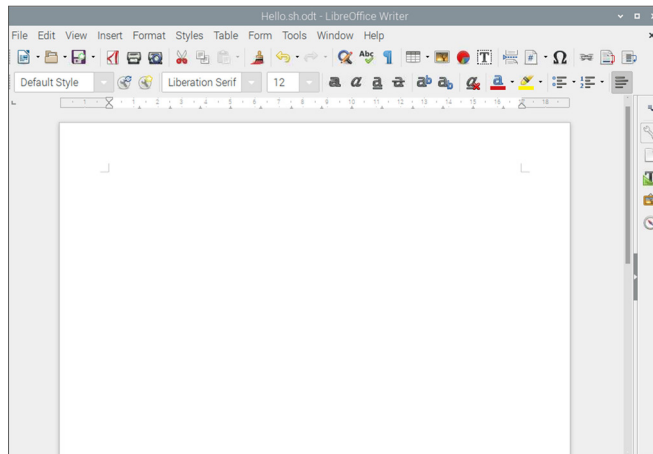 Hello.sh.odt - LibreOffice Writer
File Edit View Insert Format Styles Table Form Tools Window Help
Default Style Liberation Serif 12